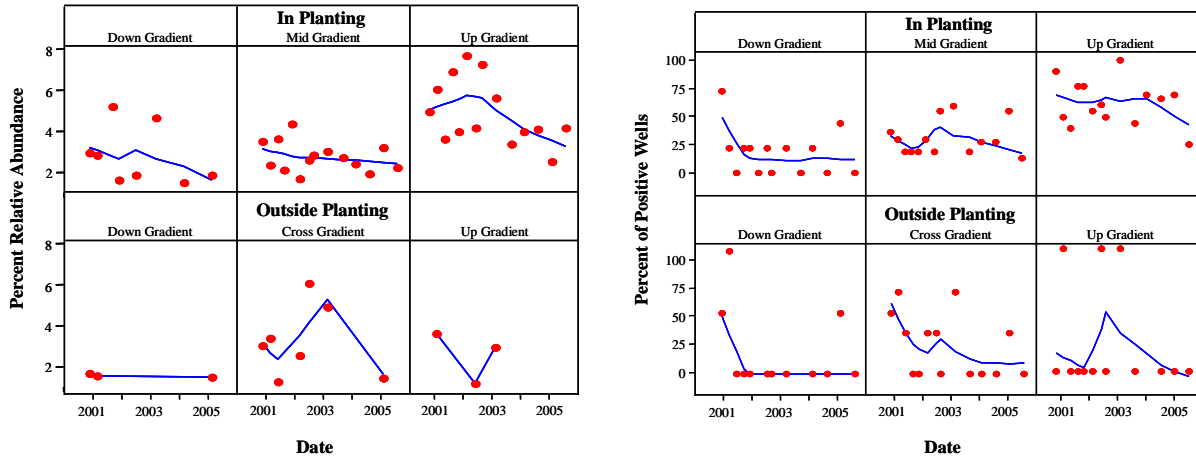 In Planting
Down Gradient Mid Gradient Up Gradient
8
6
4
2
Outside Planting
Down Gradient Cross Gradient Up Gradient
8
6
4
2
Percent Relative Abundance
2001 2003 2005 2001 2003 2005 2001 2003 2005
Date
In Planting
Down Gradient Mid Gradient Up Gradient
100
75
50
25
0
Outside Planting
Down Gradient Cross Gradient Up Gradient
100
75
50
25
0
Percent of Positive Wells
2001 2003 2005 2001 2003 2005 2001 2003 2005
Date